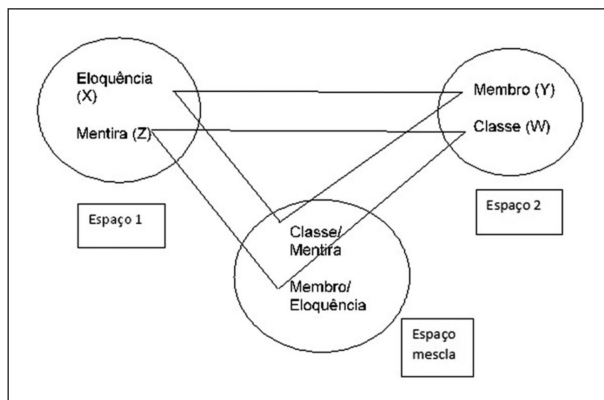 Eloquência
(X)
Mentira (Z)
Membro (Y)
Classe (W)
Espaço 1
Espaço 2
Classe/
Mentira
Membro/
Eloquência
Espaço
mescla